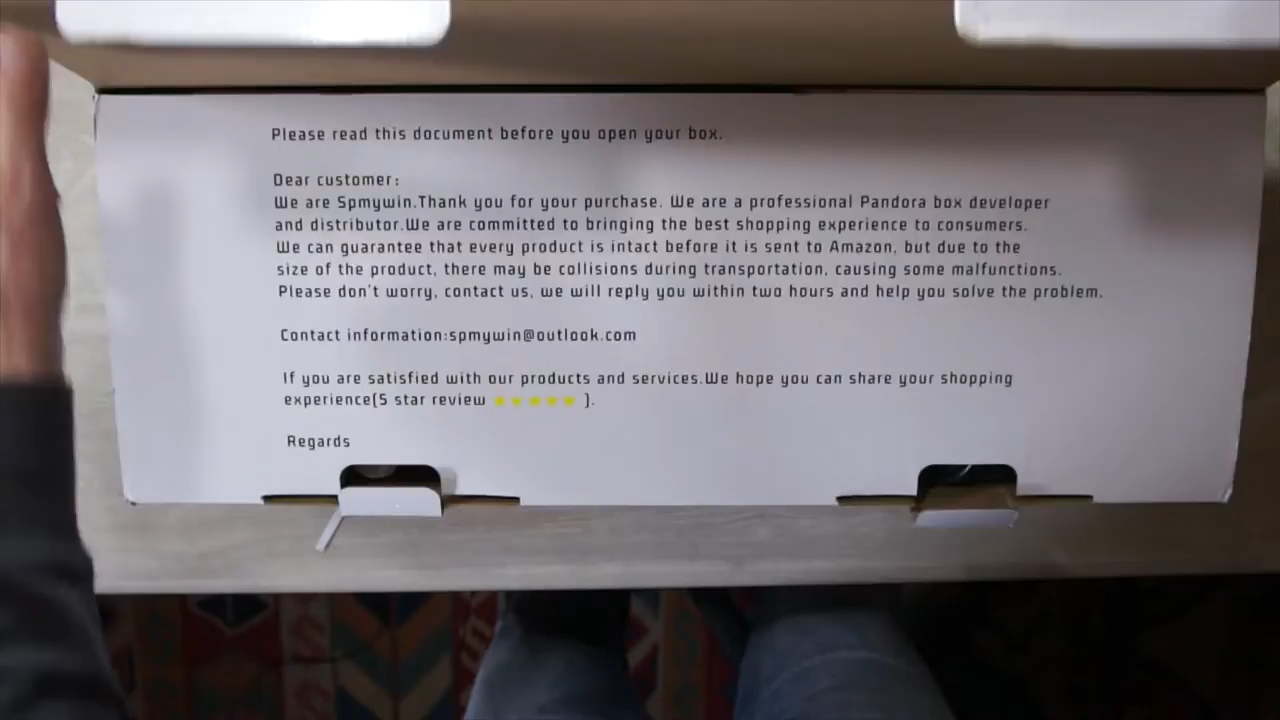 Please read this document before you open your box.
Dear customer:
We are Spmywin.Thank you for your purchase. We are a professional Pandora box developer
and distributor.We are committed to bringing the best shopping experience to consumers.
We can guarantee that every product is intact before it is sent to Amazon, but due to the
size of the product, there may be collisions during transportation, causing some malfunctions.
Please don't worry, contact us, we will reply you within two hours and help you solve the problem.
Contact information:spmywin@outlook.com
If you are satisfied with our products and services.We hope you can share your shopping
experience(5 star review ★★★★★ ).
Regards